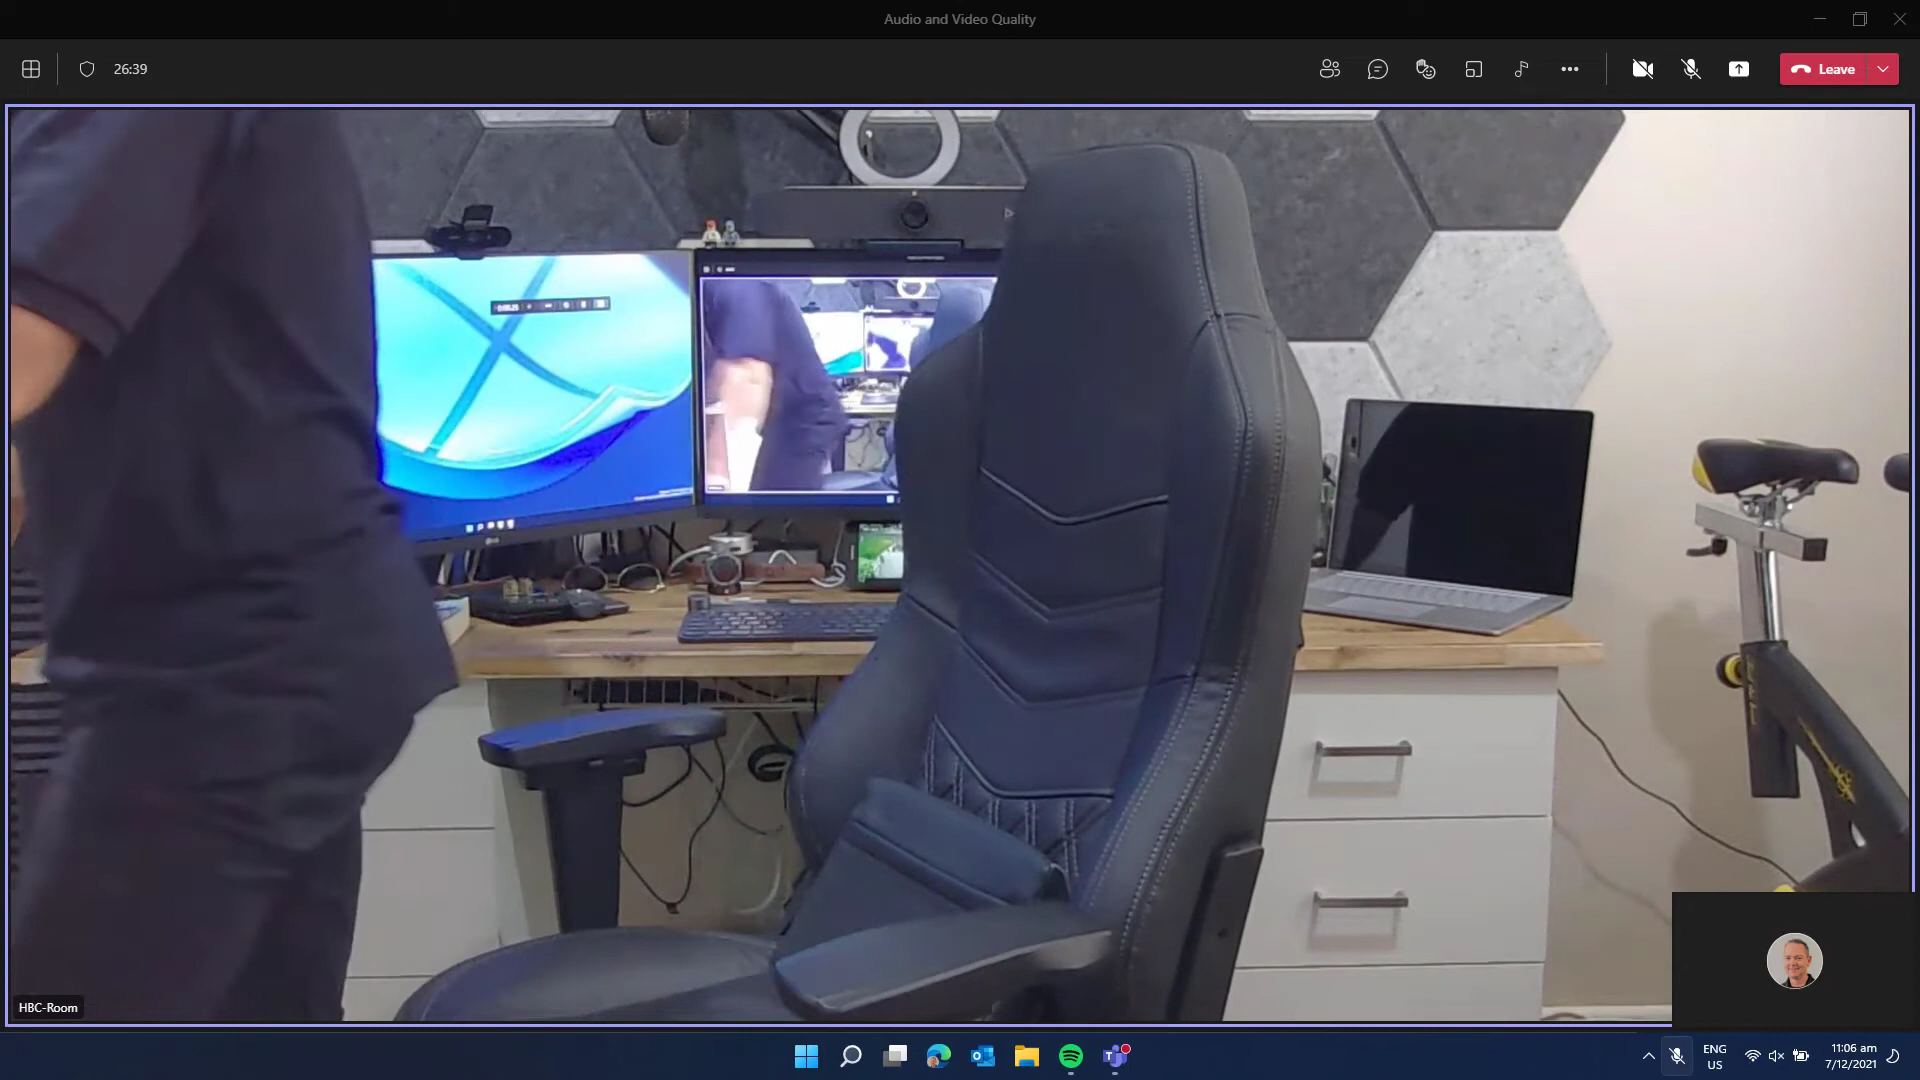 Audio and Video Quality
26:39
Leave
HBC-Room
ENG
US
11:06 am
7/12/2021